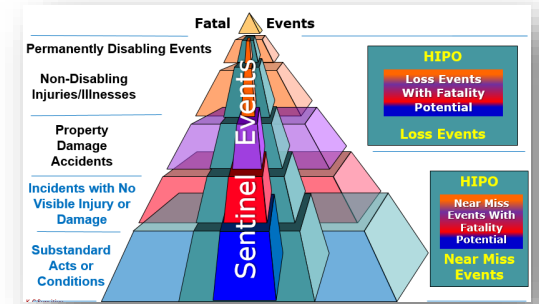 Fatal Events
Permanently Disabling Events
Non-Disabling
Injuries/Illnesses
Property
Damage
Accidents
Incidents with No
Visible Injury or
Damage
Substandard
Acts or
Conditions
Sentinel Events
HIPO
Loss Events
With Fatality
Potential
Loss Events
HIPO
Near Miss
Events With
Fatality
Potential
Near Miss
Events